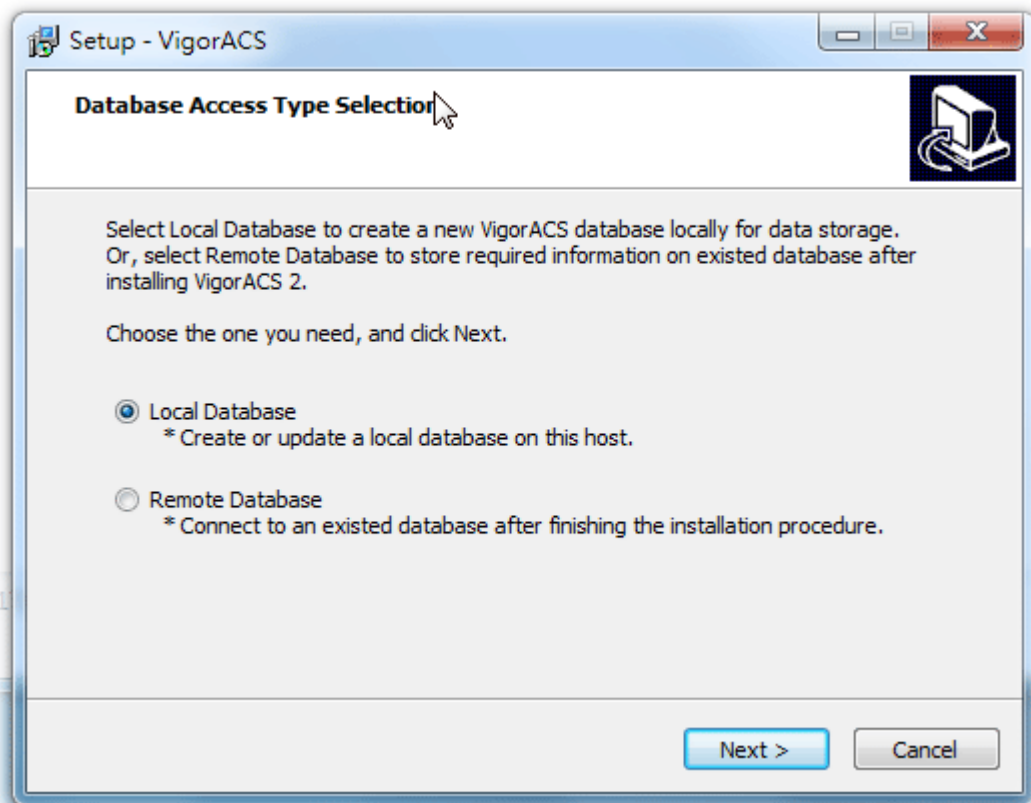 Setup - VigorACS
Database Access Type Selection
Select Local Database to create a new VigorACS database locally for data storage.
Or, select Remote Database to store required information on existed database after
installing VigorACS 2.
Choose the one you need, and click Next.
Local Database
* Create or update a local database on this host.
Remote Database
* Connect to an existed database after finishing the installation procedure.
Next >
Cancel